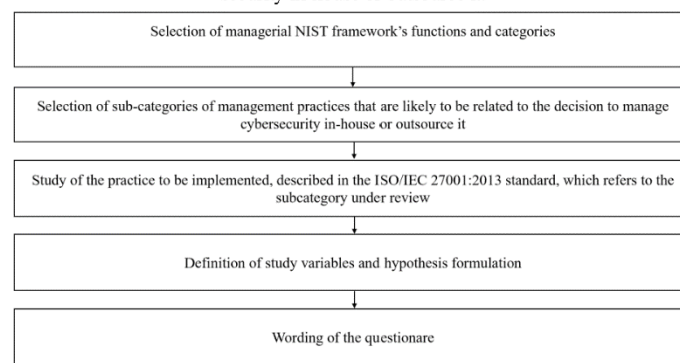 Selection of managerial NIST framework's functions and categories
Selection of sub-categories of management practices that are likely to be related to the decision to manage
cybersecurity in-house or outsource it
Study of the practice to be implemented, described in the ISO/IEC 27001:2013 standard, which refers to the
subcategory under review
Definition of study variables and hypothesis formulation
Wording of the questionare